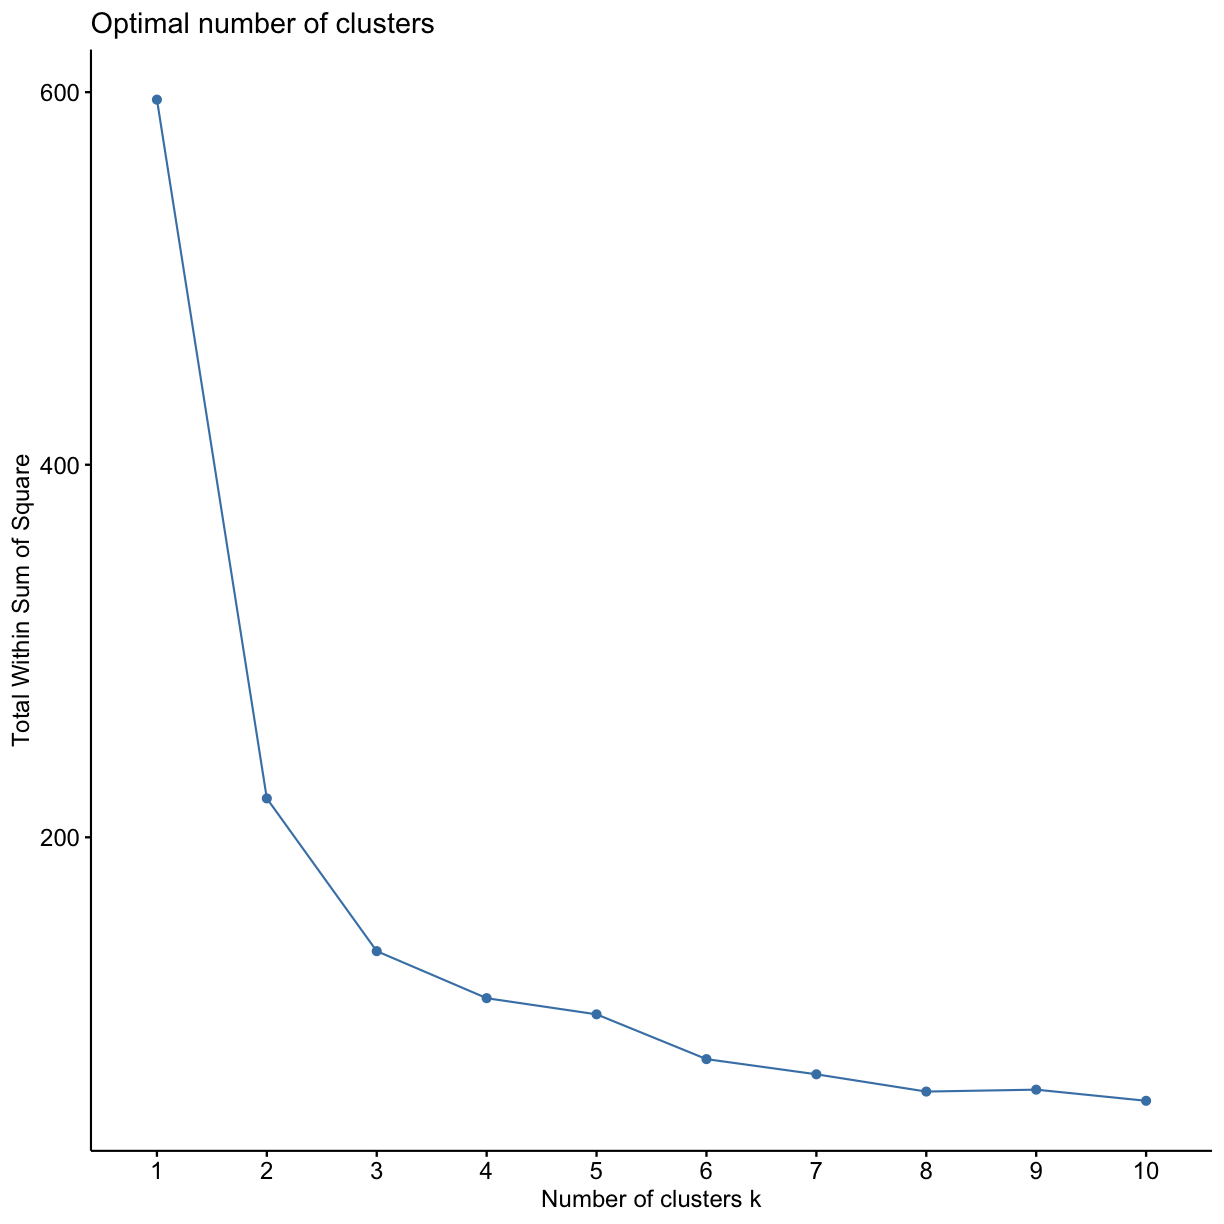 Optimal number of clusters
600
400
200
Total Within Sum of Square
1 2 3 4 5 6 7 8 9 10
Number of clusters k